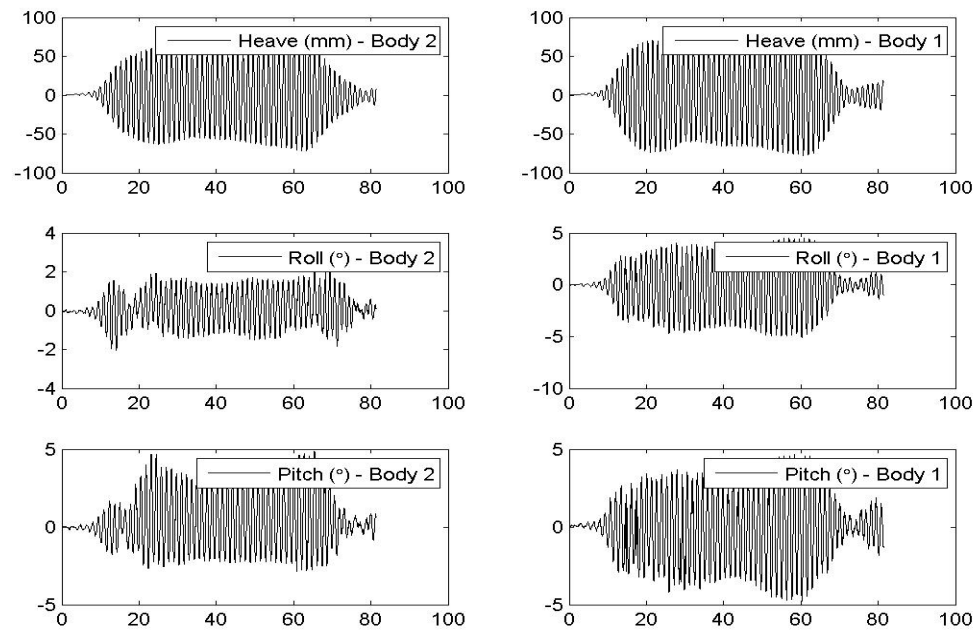 100
50
0
-50
-100
0 20 40 60 80 100
Heave (mm) - Body 2
100
50
0
-50
-100
0 20 40 60 80 100
Heave (mm) - Body 1
4
2
0
-2
-4
0 20 40 60 80 100
Roll (°) - Body 2
5
0
-5
-10
0 20 40 60 80 100
Roll (°) - Body 1
5
0
-5
0 20 40 60 80 100
Pitch (°) - Body 2
5
0
-5
0 20 40 60 80 100
Pitch (°) - Body 1